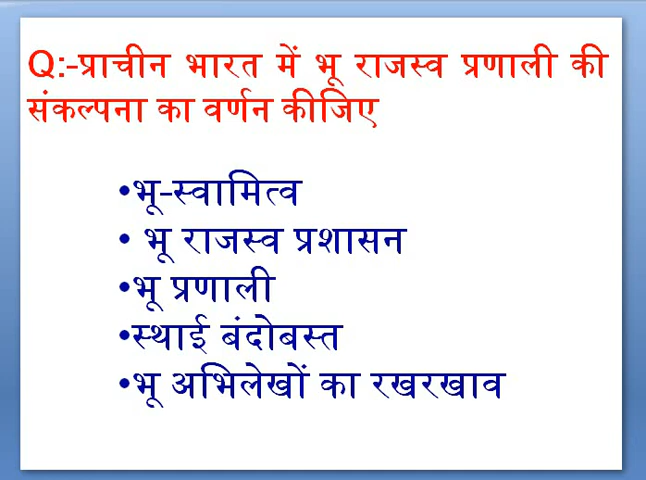 Q:-प्राचीन भारत में भू राजस्व प्रणाली की
संकल्पना का वर्णन कीजिए
•भू-स्वामित्व
• भू राजस्व प्रशासन
•भू प्रणाली
•स्थाई बंदोबस्त
•भू अभिलेखों का रखरखाव